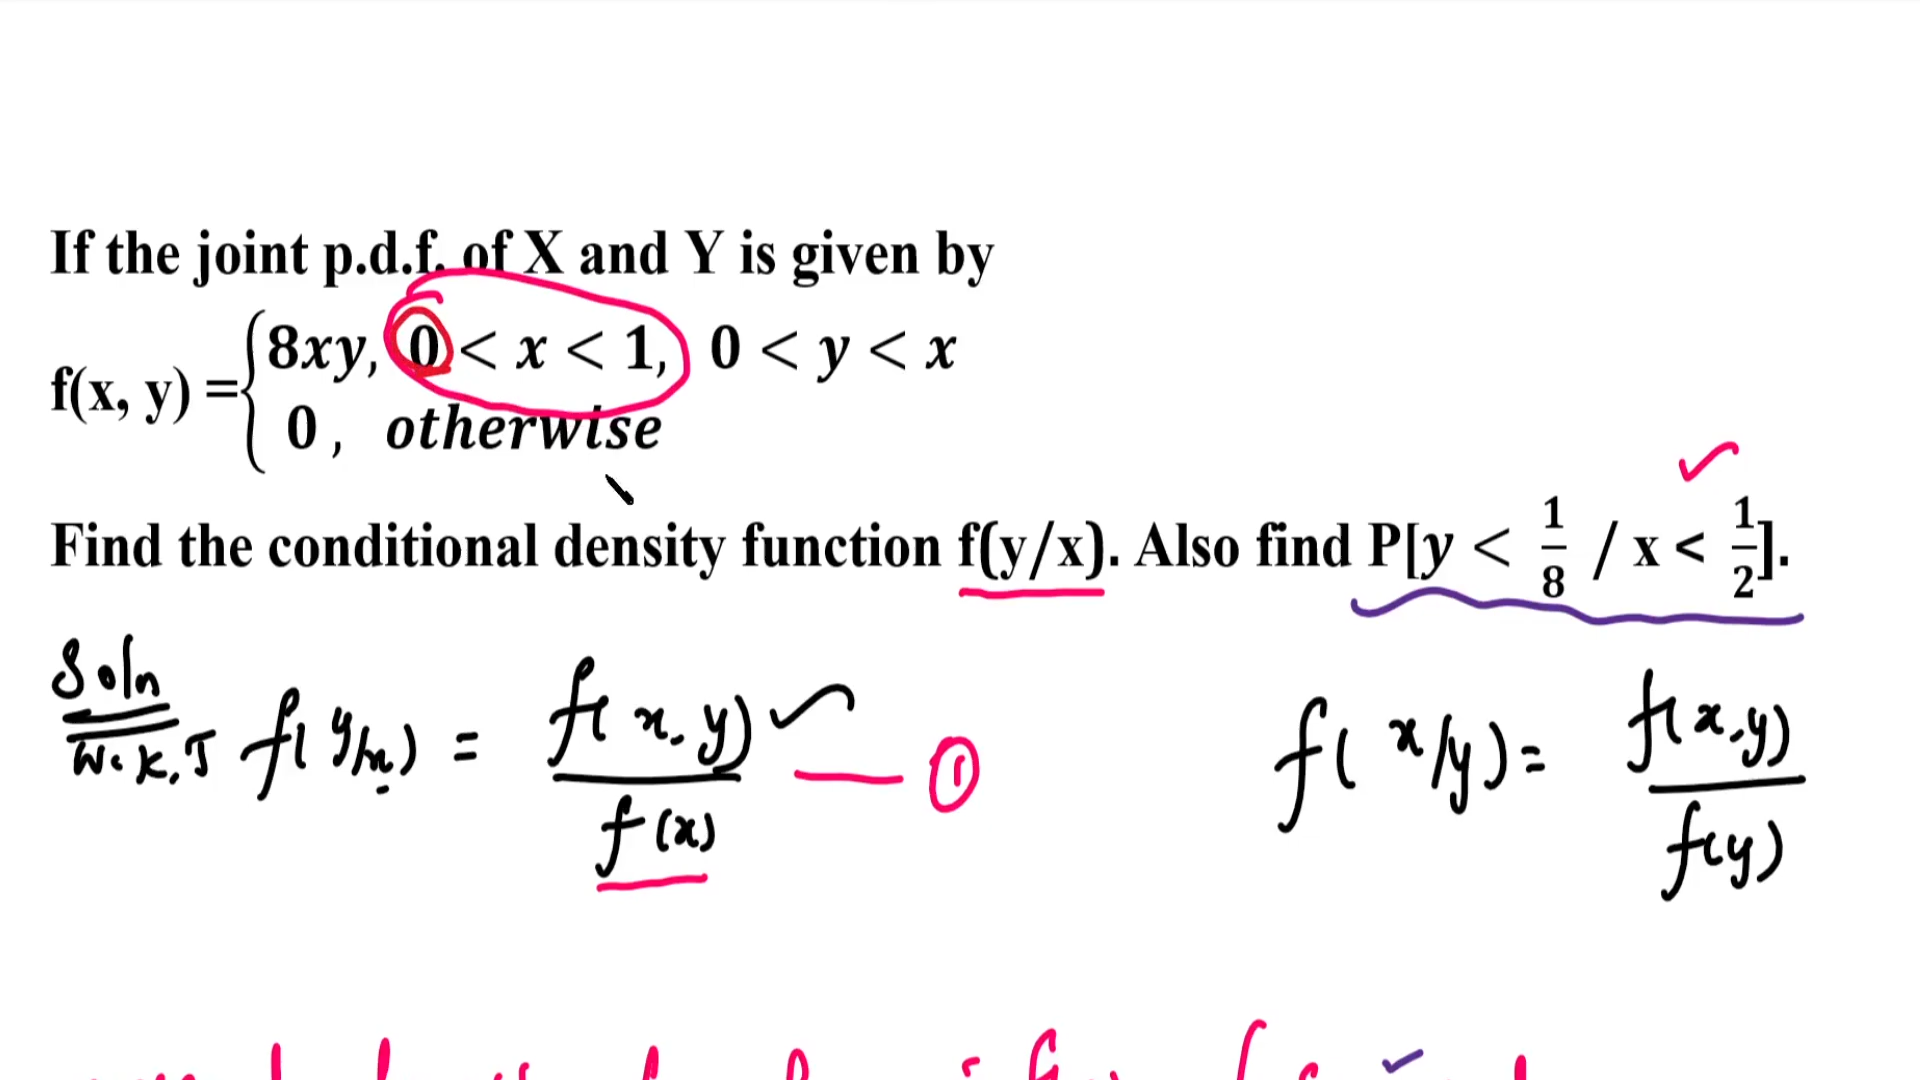 If the joint p.d.f. of X and Y is given by
f(x, y) = { 8xy, 0 < x < 1, 0 < y < x
0 , otherwise
Find the conditional density function f(y/x). Also find P[y < 1/8 / x < 1/2].
Soln
W.K.T f(y/x) = f(x,y) / f(x) — ① f(x/y) = f(x,y) / f(y)